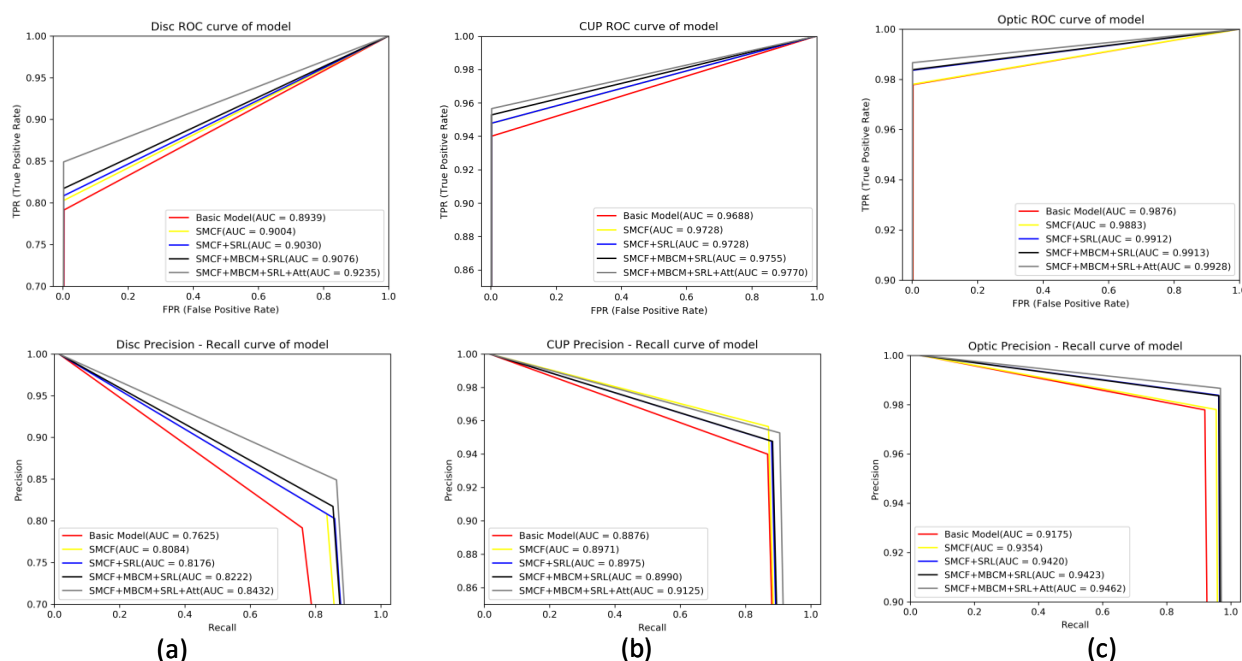 Disc ROC curve of model
TPR (True Positive Rate)
1.00
0.95
0.90
0.85
0.80
0.75
0.70
Basic Model(AUC = 0.8939)
SMCF(AUC = 0.9004)
SMCF+SRL(AUC = 0.9030)
SMCF+MBCM+SRL(AUC = 0.9076)
SMCF+MBCM+SRL+Att(AUC = 0.9235)
0.0 0.2 0.4 0.6 0.8 1.0
FPR (False Positive Rate)
CUP ROC curve of model
TPR (True Positive Rate)
1.00
0.98
0.96
0.94
0.92
0.90
0.88
0.86
Basic Model(AUC = 0.9688)
SMCF(AUC = 0.9728)
SMCF+SRL(AUC = 0.9728)
SMCF+MBCM+SRL(AUC = 0.9755)
SMCF+MBCM+SRL+Att(AUC = 0.9770)
0.0 0.2 0.4 0.6 0.8 1.0
FPR (False Positive Rate)
Optic ROC curve of model
TPR (True Positive Rate)
1.00
0.98
0.96
0.94
0.92
0.90
Basic Model(AUC = 0.9876)
SMCF(AUC = 0.9883)
SMCF+SRL(AUC = 0.9912)
SMCF+MBCM+SRL(AUC = 0.9913)
SMCF+MBCM+SRL+Att(AUC = 0.9928)
0.0 0.2 0.4 0.6 0.8 1.0
FPR (False Positive Rate)
Disc Precision - Recall curve of model
Precision
1.00
0.95
0.90
0.85
0.80
0.75
0.70
Basic Model(AUC = 0.7625)
SMCF(AUC = 0.8084)
SMCF+SRL(AUC = 0.8176)
SMCF+MBCM+SRL(AUC = 0.8222)
SMCF+MBCM+SRL+Att(AUC = 0.8432)
0.0 0.2 0.4 0.6 0.8 1.0
Recall
(a)
CUP Precision - Recall curve of model
Precision
1.00
0.98
0.96
0.94
0.92
0.90
0.88
0.86
Basic Model(AUC = 0.8876)
SMCF(AUC = 0.8971)
SMCF+SRL(AUC = 0.8975)
SMCF+MBCM+SRL(AUC = 0.8990)
SMCF+MBCM+SRL+Att(AUC = 0.9125)
0.0 0.2 0.4 0.6 0.8 1.0
Recall
(b)
Optic Precision - Recall curve of model
Precision
1.00
0.98
0.96
0.94
0.92
0.90
Basic Model(AUC = 0.9175)
SMCF(AUC = 0.9354)
SMCF+SRL(AUC = 0.9420)
SMCF+MBCM+SRL(AUC = 0.9423)
SMCF+MBCM+SRL+Att(AUC = 0.9462)
0.0 0.2 0.4 0.6 0.8 1.0
Recall
(c)